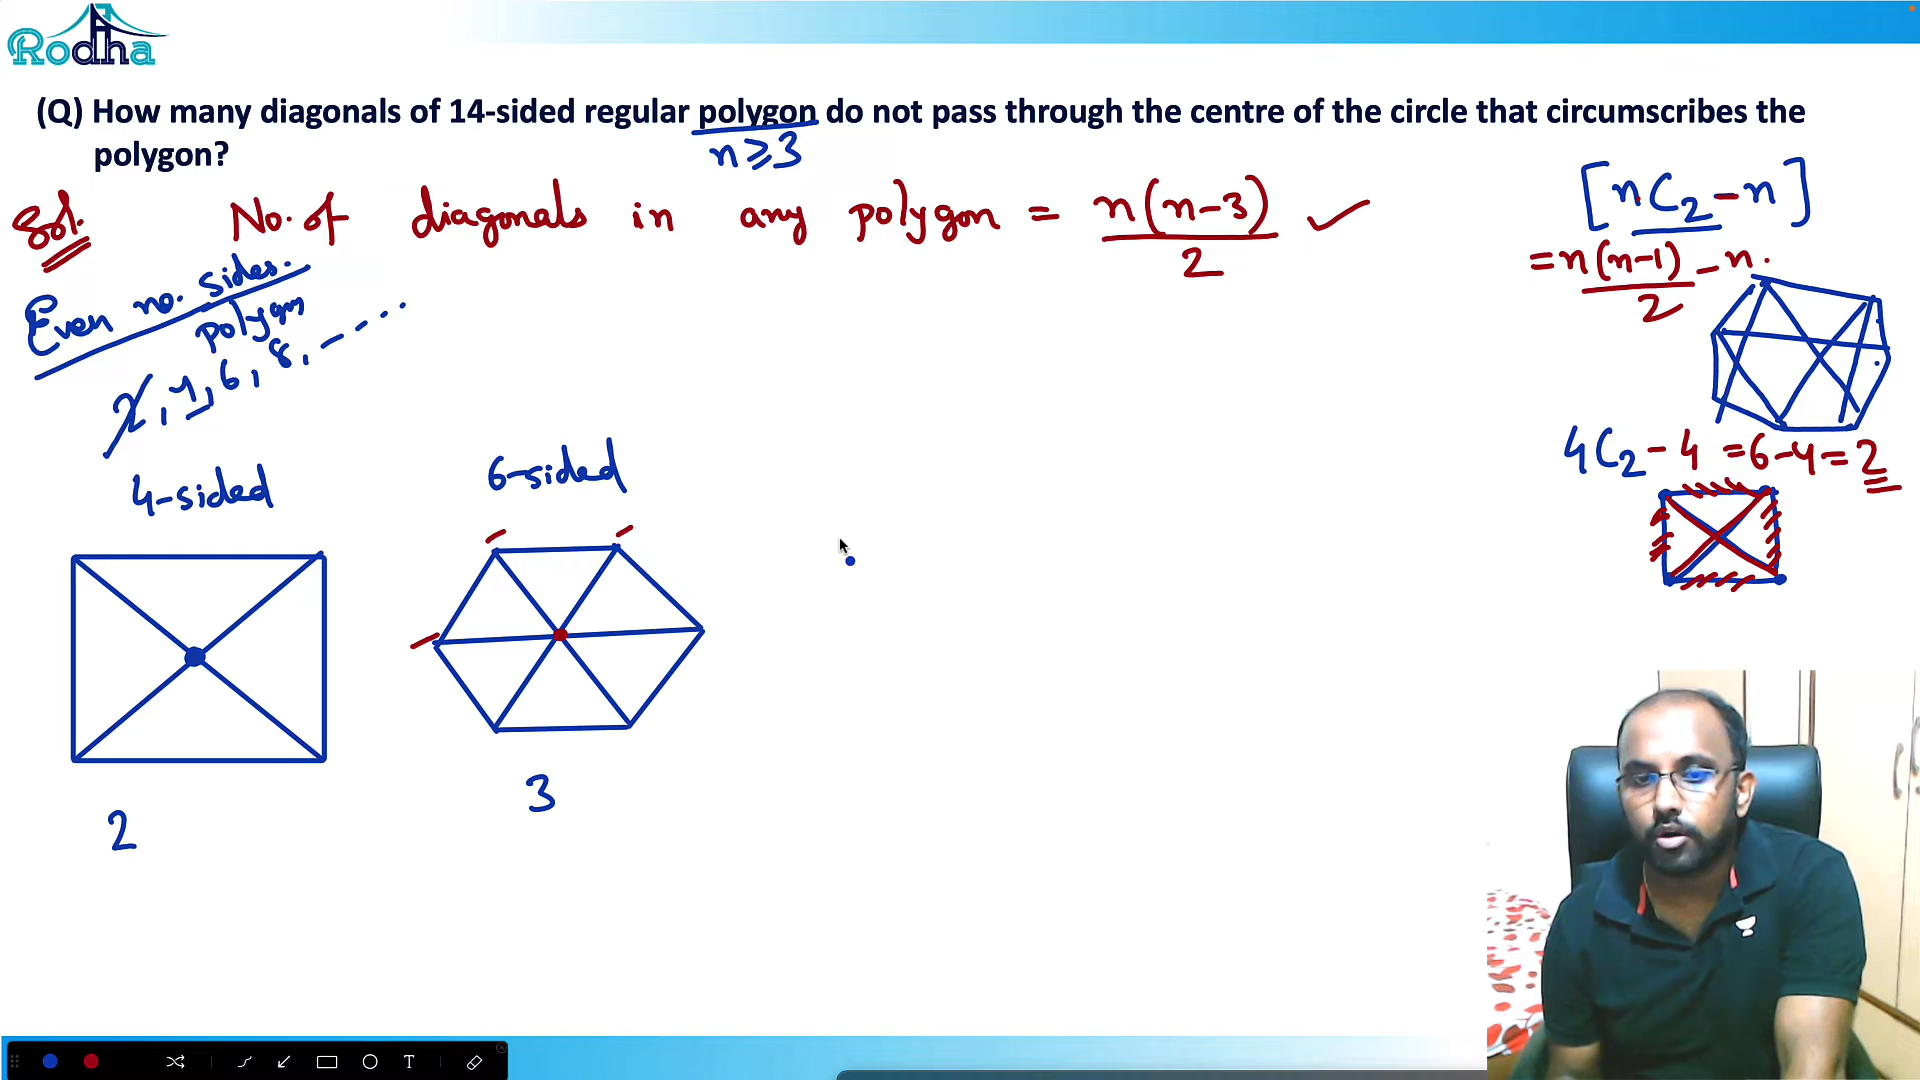 Rodha
(Q) How many diagonals of 14-sided regular polygon do not pass through the centre of the circle that circumscribes the
polygon?
n ≥ 3
Sol. No. of diagonals in any polygon = n(n-3)/2 ✓
[nC2 - n]
= n(n-1)/2 - n.
Even no. sides.
polygon
2, 4, 6, 8, ------
4C2 - 4 = 6 - 4 = 2
4-sided
6-sided
2
3
T